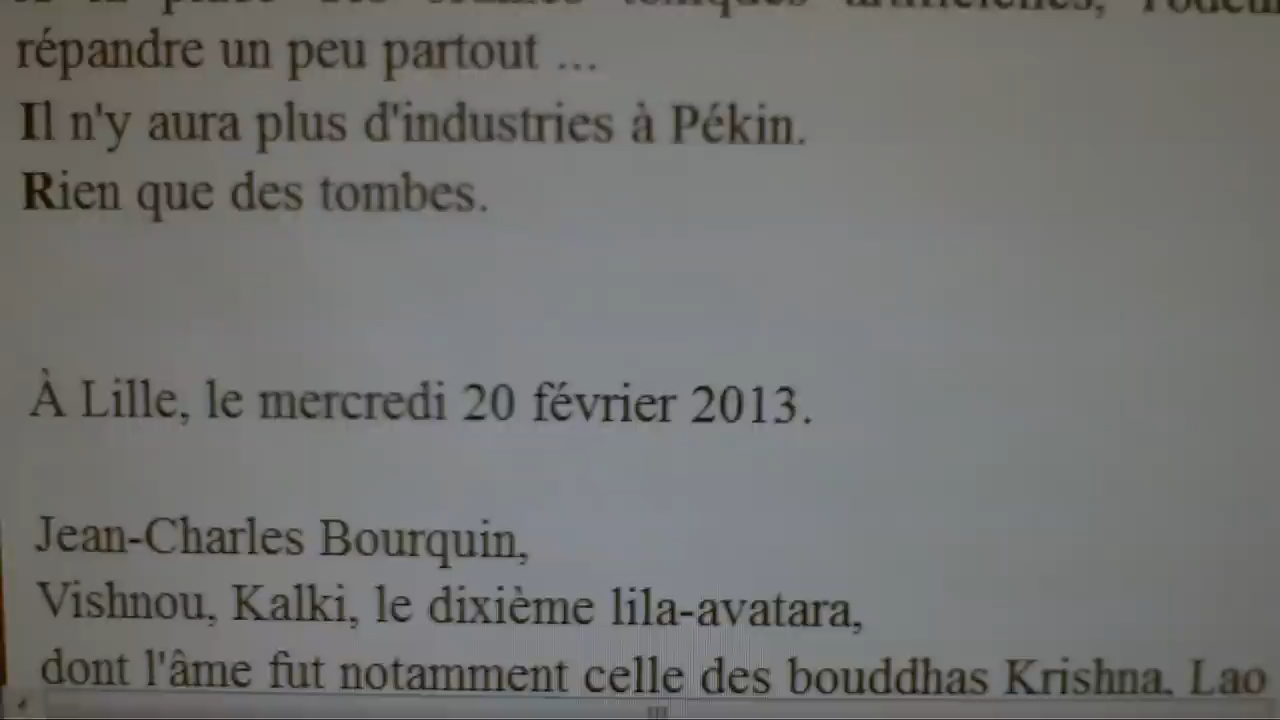 répandre un peu partout ...
Il n'y aura plus d'industries à Pékin.
Rien que des tombes.
À Lille, le mercredi 20 février 2013.
Jean-Charles Bourquin,
Vishnou, Kalki, le dixième lila-avatara,
dont l'âme fut notamment celle des bouddhas Krishna, Lao